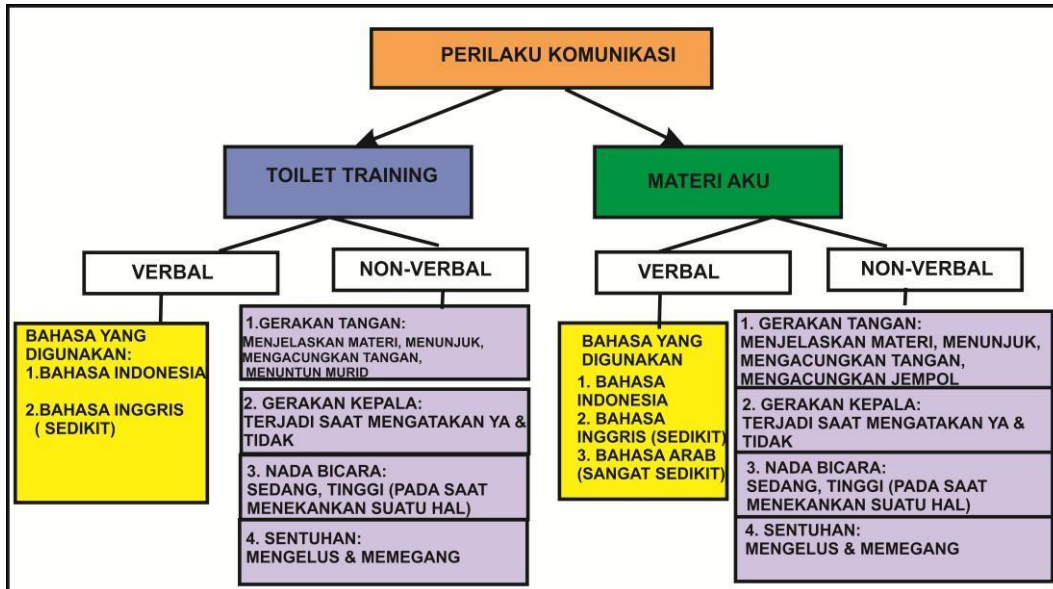 PERILAKU KOMUNIKASI
TOILET TRAINING
MATERI AKU
VERBAL
NON-VERBAL
VERBAL
NON-VERBAL
BAHASA YANG
DIGUNAKAN:
1.BAHASA INDONESIA
2.BAHASA INGGRIS
( SEDIKIT)
1.GERAKAN TANGAN:
MENJELASKAN MATERI, MENUNJUK,
MENGACUNGKAN TANGAN,
MENUNTUN MURID
2. GERAKAN KEPALA:
TERJADI SAAT MENGATAKAN YA &
TIDAK
3. NADA BICARA:
SEDANG, TINGGI (PADA SAAT
MENEKANKAN SUATU HAL)
4. SENTUHAN:
MENGELUS & MEMEGANG
BAHASA YANG
DIGUNAKAN
1. BAHASA
INDONESIA
2. BAHASA
INGGRIS (SEDIKIT)
3. BAHASA ARAB
(SANGAT SEDIKIT)
1. GERAKAN TANGAN:
MENJELASKAN MATERI, MENUNJUK,
MENGACUNGKAN TANGAN,
MENGACUNGKAN JEMPOL
2. GERAKAN KEPALA:
TERJADI SAAT MENGATAKAN YA &
TIDAK
3. NADA BICARA:
SEDANG, TINGGI (PADA SAAT
MENEKANKAN SUATU HAL)
4. SENTUHAN:
MENGELUS & MEMEGANG